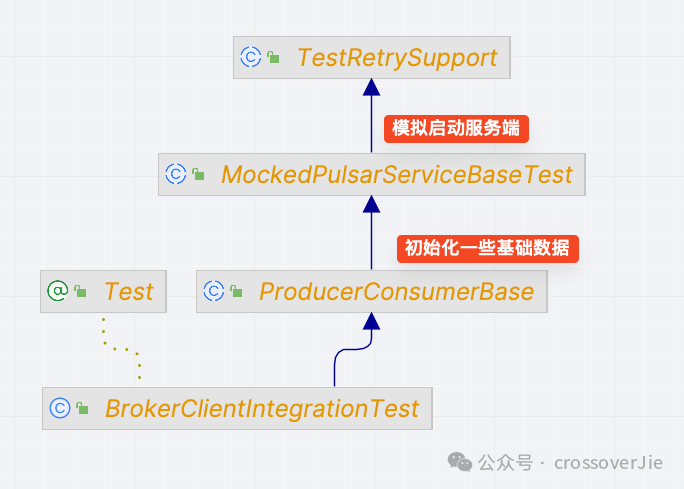 TestRetrySupport
模拟启动服务端
MockedPulsarServiceBaseTest
初始化一些基础数据
Test
ProducerConsumerBase
BrokerClientIntegrationTest
公众号 · crossoverJie